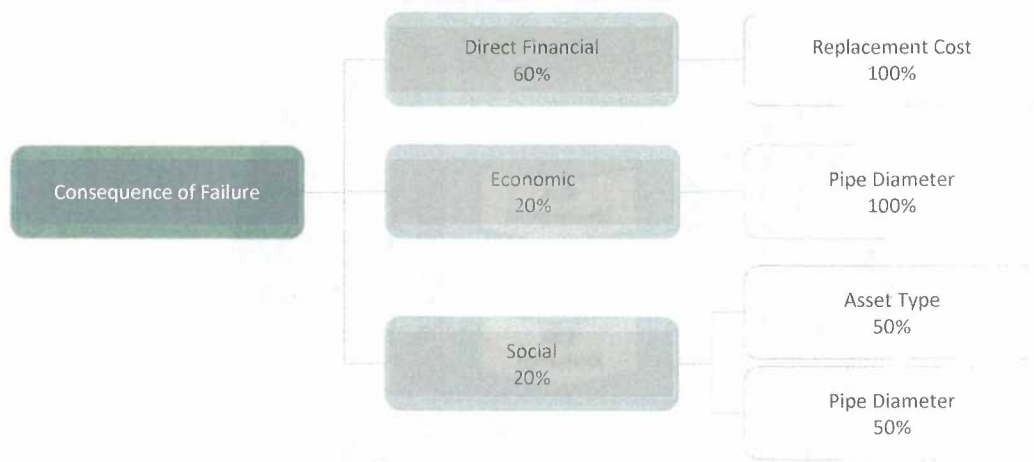 Direct Financial
60%
Replacement Cost
100%
Consequence of Failure
Economic
20%
Pipe Diameter
100%
Social
20%
Asset Type
50%
Pipe Diameter
50%